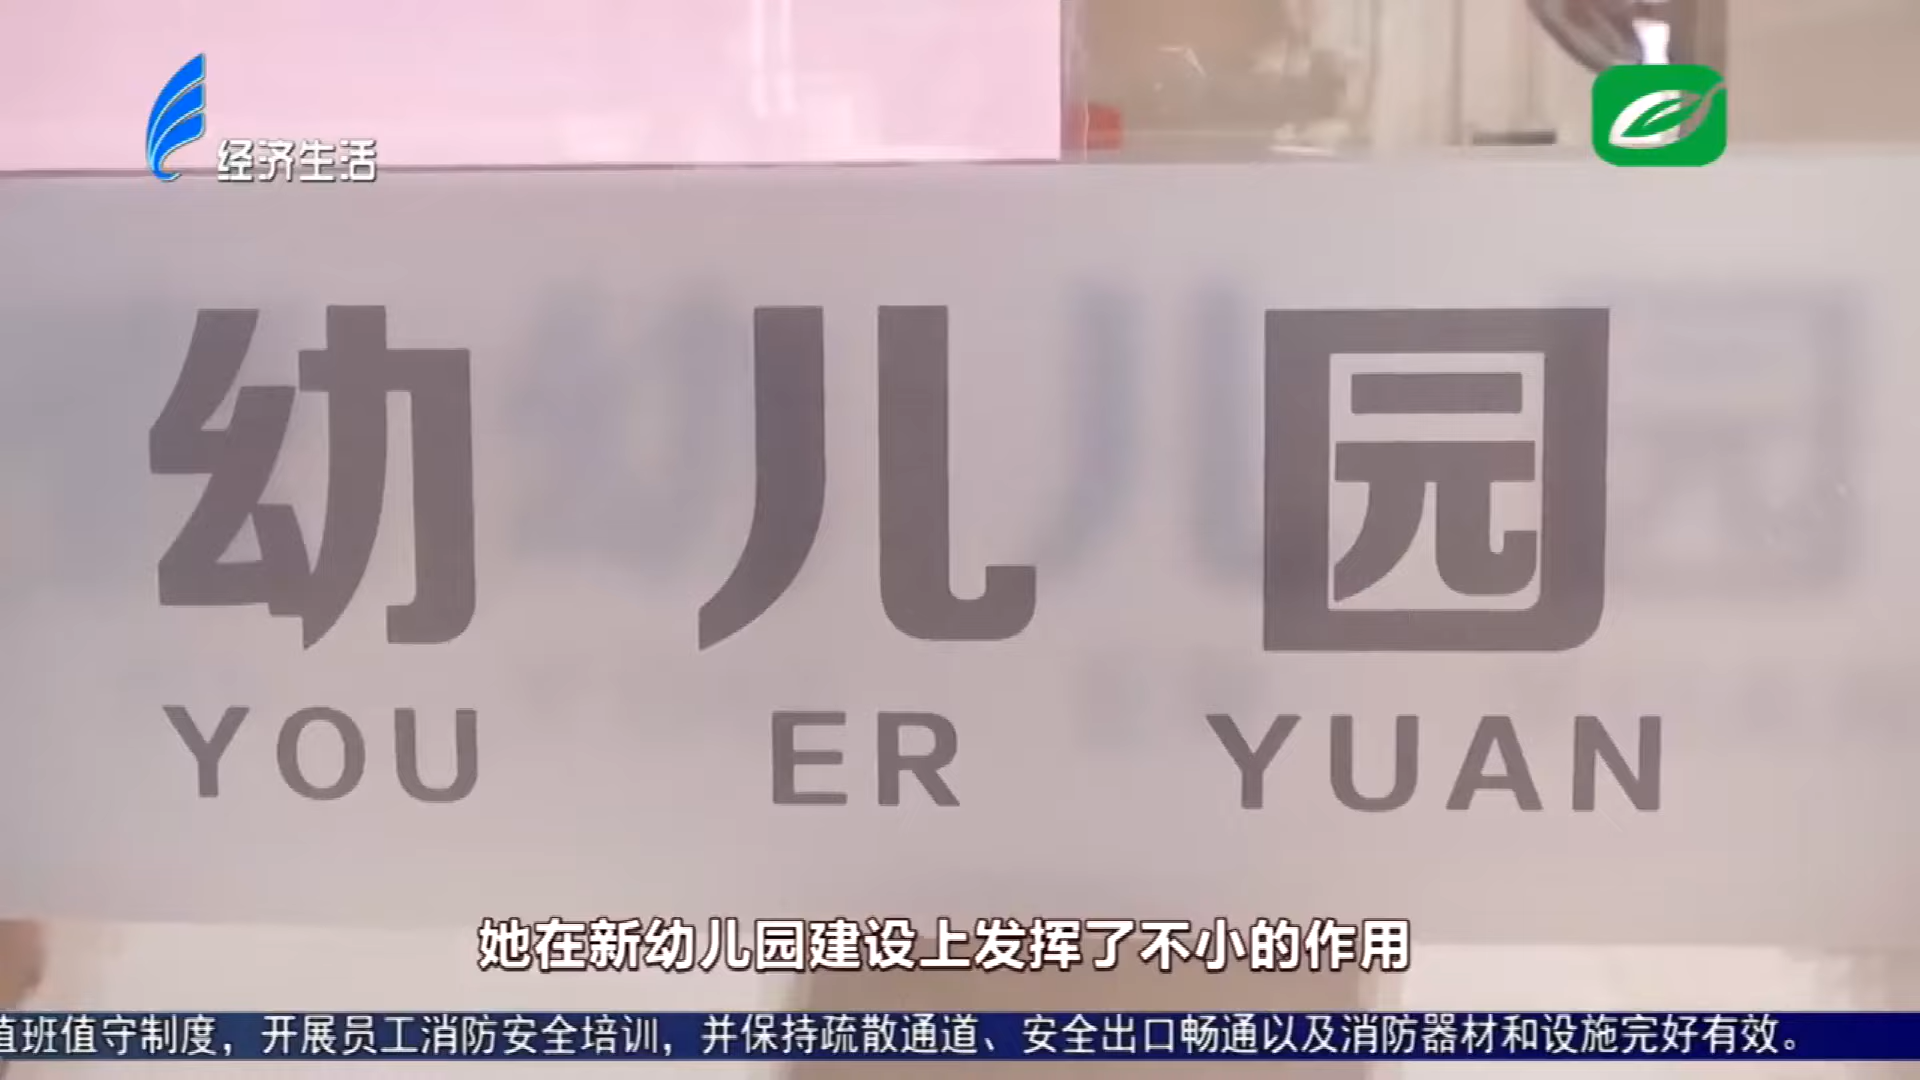 经济生活
幼儿园
YOU ER YUAN
她在新幼儿园建设上发挥了不小的作用
值班值守制度，开展员工消防安全培训，并保持疏散通道、安全出口畅通以及消防器材和设施完好有效。